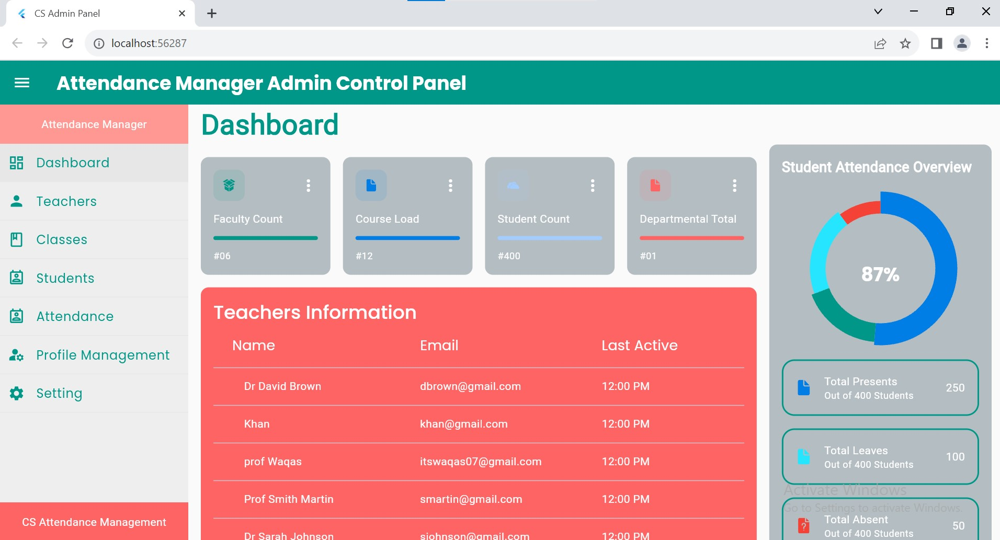 CS Admin Panel
localhost:56287
Attendance Manager Admin Control Panel
Attendance Manager
Dashboard
Teachers
Classes
Students
Attendance
Profile Management
Setting
CS Attendance Management
Dashboard
Faculty Count
#06
Course Load
#12
Student Count
#400
Departmental Total
#01
Teachers Information
Name Email Last Active
Dr David Brown dbrown@gmail.com 12:00 PM
Khan khan@gmail.com 12:00 PM
prof Waqas itswaqas07@gmail.com 12:00 PM
Prof Smith Martin smartin@gmail.com 12:00 PM
Dr Sarah Johnson sjohnson@gmail.com 12:00 PM
Student Attendance Overview
87%
Total Presents
Out of 400 Students
250
Total Leaves
Out of 400 Students
100
Activate Windows
Go to Settings to activate Windows.
Total Absent
Out of 400 Students
50